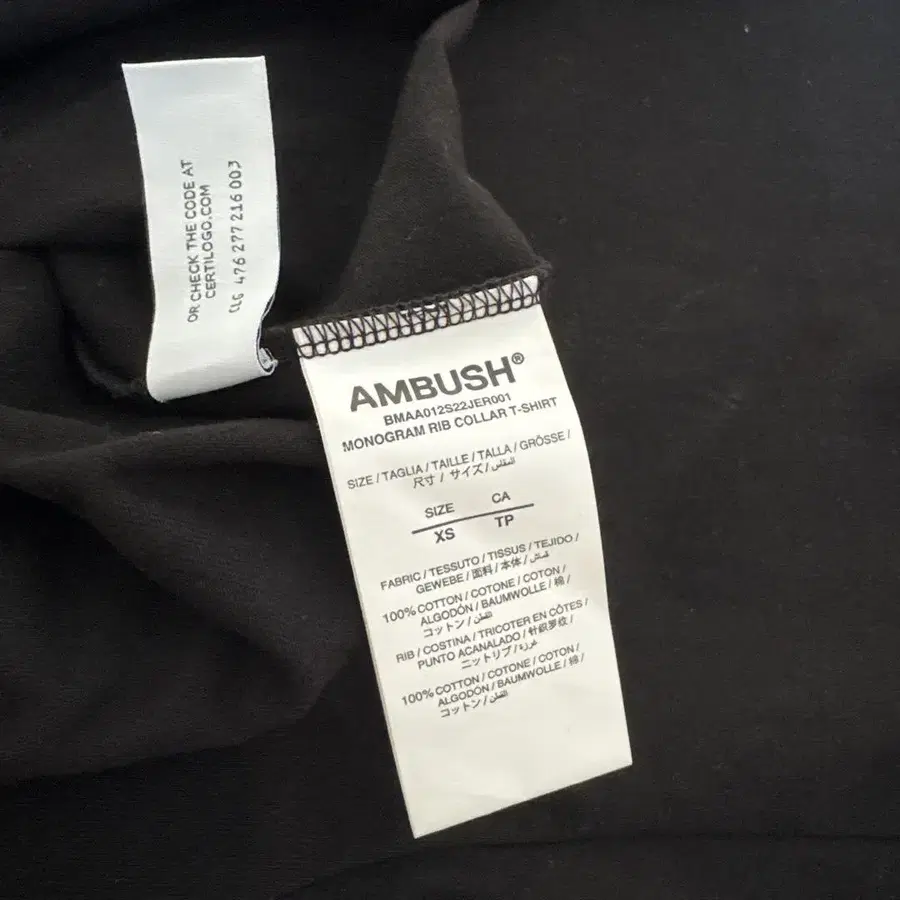 OR CHECK THE CODE AT
CERTILOGO.COM
CLG 476 277 216 003
AMBUSH®
BMAA012S22JER001
MONOGRAM RIB COLLAR T-SHIRT
SIZE / TAGLIA / TAILLE / TALLA / GRÖSSE /
尺寸 / サイズ / المقاس
SIZE CA
XS TP
FABRIC / TESSUTO / TISSUS / TEJIDO /
GEWEBE / 面料 / 本体 / قماش
100% COTTON / COTONE / COTON /
ALGODÓN / BAUMWOLLE / 棉 /
コットン / القطن
RIB / COSTINA / TRICOTER EN CÔTES /
PUNTO ACANALADO / 针织罗纹 /
ニットリブ / غرزة
100% COTTON / COTONE / COTON /
ALGODÓN / BAUMWOLLE / 棉 /
コットン / القطن